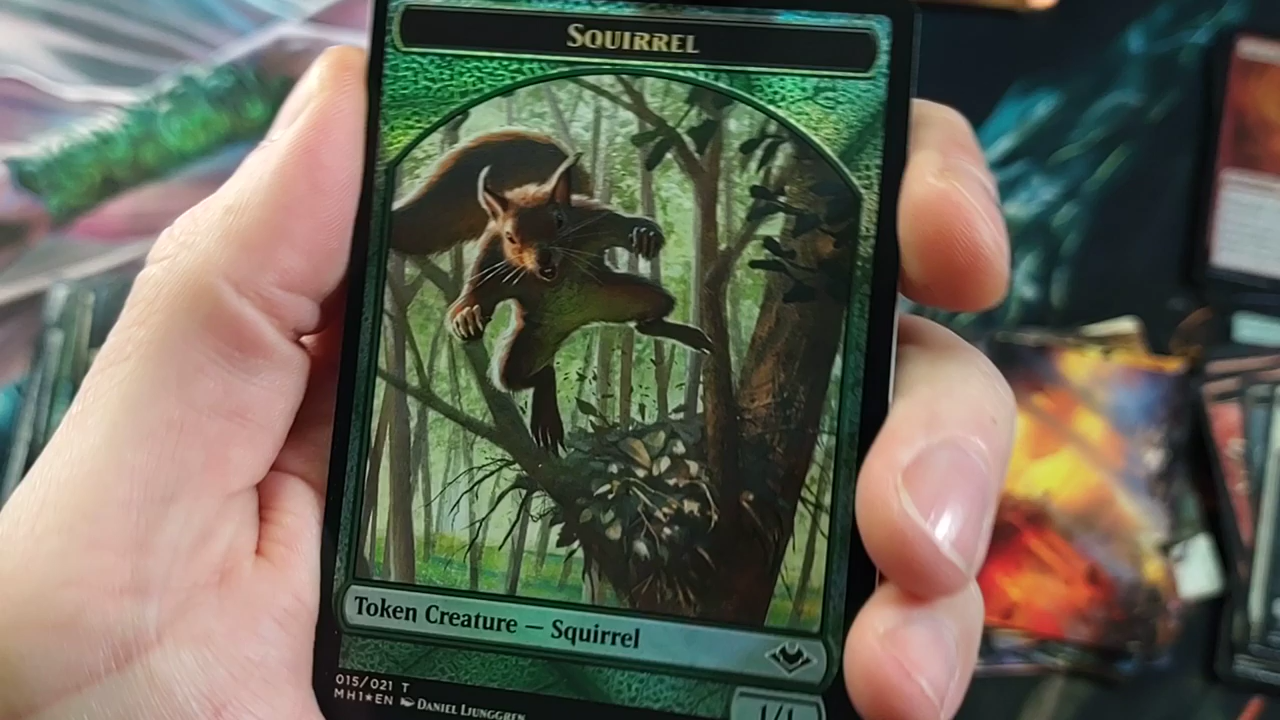 SQUIRREL
Token Creature — Squirrel
1/1
015/021 T
MH1★EN DANIEL LJUNGGREN